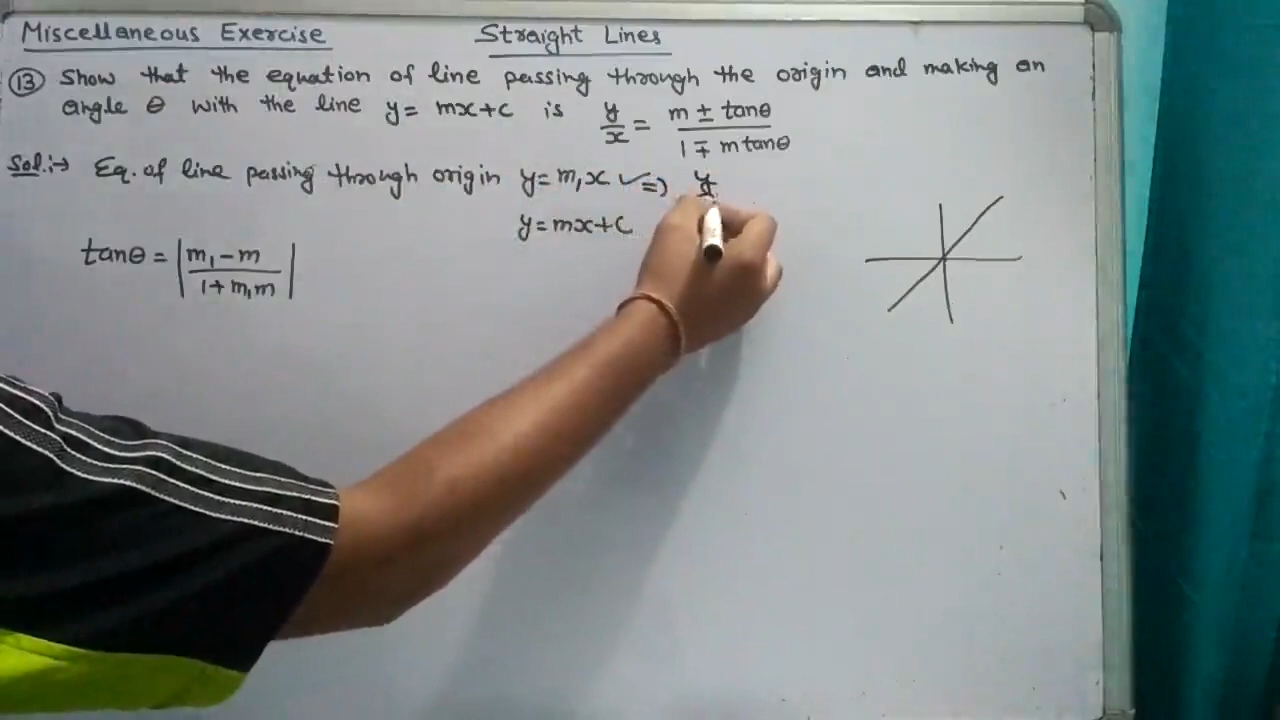 Miscellaneous Exercise
Straight Lines
13 Show that the equation of line passing through the origin and making an
angle θ with the line y = mx+c is y/x = (m ± tanθ)/(1 ∓ m tanθ)
Sol:→ Eq. of line passing through origin y = m₁x ✓ ⇒ y/x
y = mx+c
tanθ = |(m₁ - m)/(1 + m₁m)|